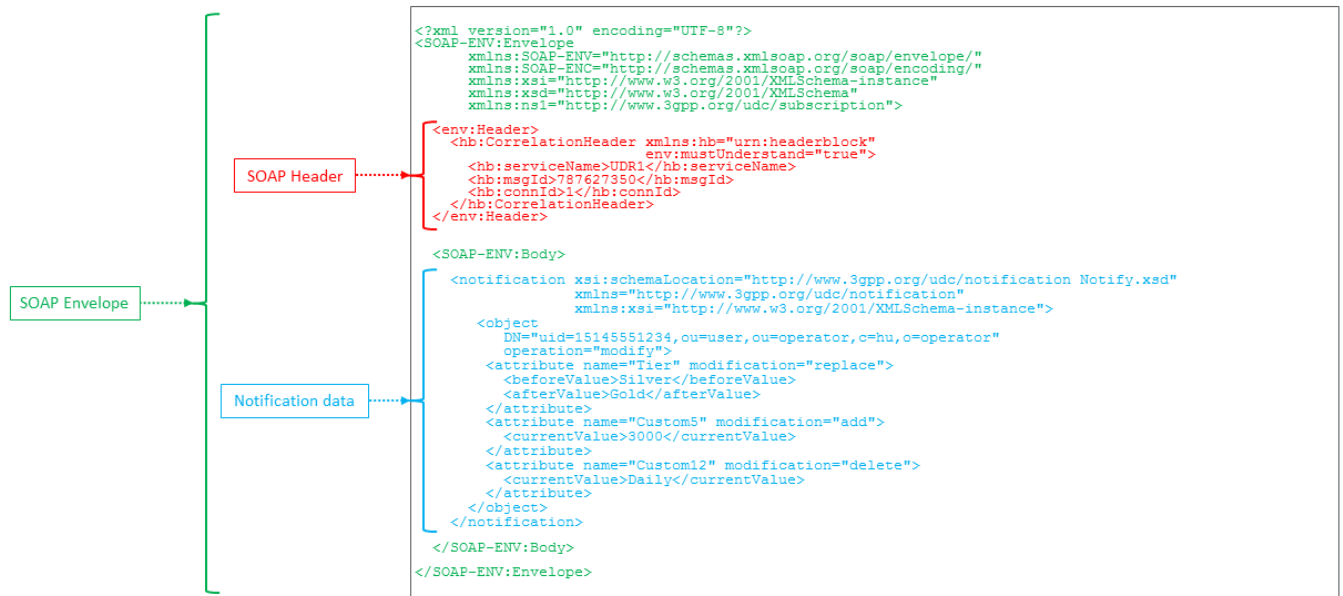 <?xml version="1.0" encoding="UTF-8"?>
<SOAP-ENV:Envelope
xmlns:SOAP-ENV="http://schemas.xmlsoap.org/soap/envelope/"
xmlns:SOAP-ENC="http://schemas.xmlsoap.org/soap/encoding/"
xmlns:xsi="http://www.w3.org/2001/XMLSchema-instance"
xmlns:xsd="http://www.w3.org/2001/XMLSchema"
xmlns:ns1="http://www.3gpp.org/udc/subscription">
SOAP Header
<env:Header>
<hb:CorrelationHeader xmlns:hb="urn:headerblock"
env:mustUnderstand="true">
<hb:serviceName>UDR1</hb:serviceName>
<hb:msgId>787627350</hb:msgId>
<hb:connId>1</hb:connId>
</hb:CorrelationHeader>
</env:Header>
<SOAP-ENV:Body>
SOAP Envelope
Notification data
<notification xsi:schemaLocation="http://www.3gpp.org/udc/notification Notify.xsd"
xmlns="http://www.3gpp.org/udc/notification"
xmlns:xsi="http://www.w3.org/2001/XMLSchema-instance">
<object
DN="uid=15145551234,ou=user,ou=operator,c=hu,o=operator"
operation="modify">
<attribute name="Tier" modification="replace">
<beforeValue>Silver</beforeValue>
<afterValue>Gold</afterValue>
</attribute>
<attribute name="Custom5" modification="add">
<currentValue>3000</currentValue>
</attribute>
<attribute name="Custom12" modification="delete">
<currentValue>Daily</currentValue>
</attribute>
</object>
</notification>
</SOAP-ENV:Body>
</SOAP-ENV:Envelope>